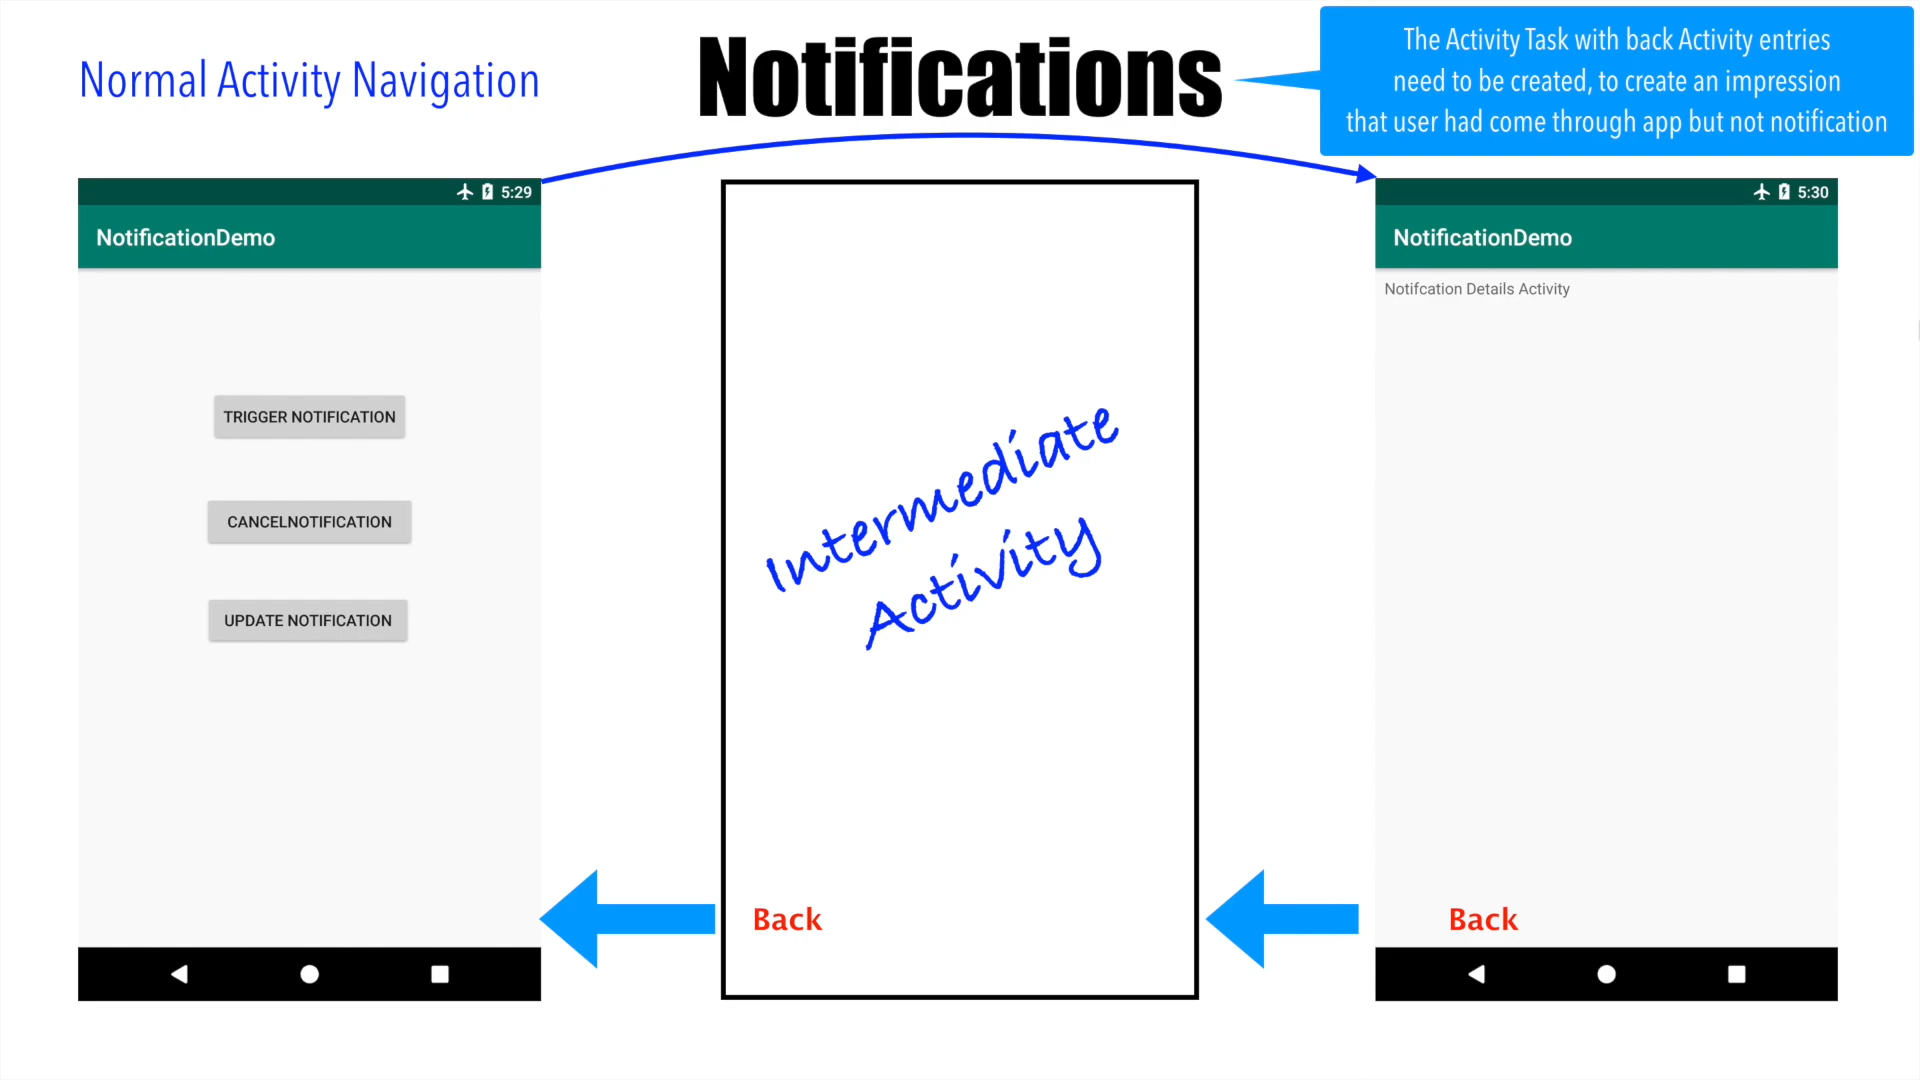 Normal Activity Navigation
Notifications
The Activity Task with back Activity entries
need to be created, to create an impression
that user had come through app but not notification
5:29
NotificationDemo
TRIGGER NOTIFICATION
CANCELNOTIFICATION
UPDATE NOTIFICATION
Intermediate
Activity
Back
5:30
NotificationDemo
Notifcation Details Activity
Back